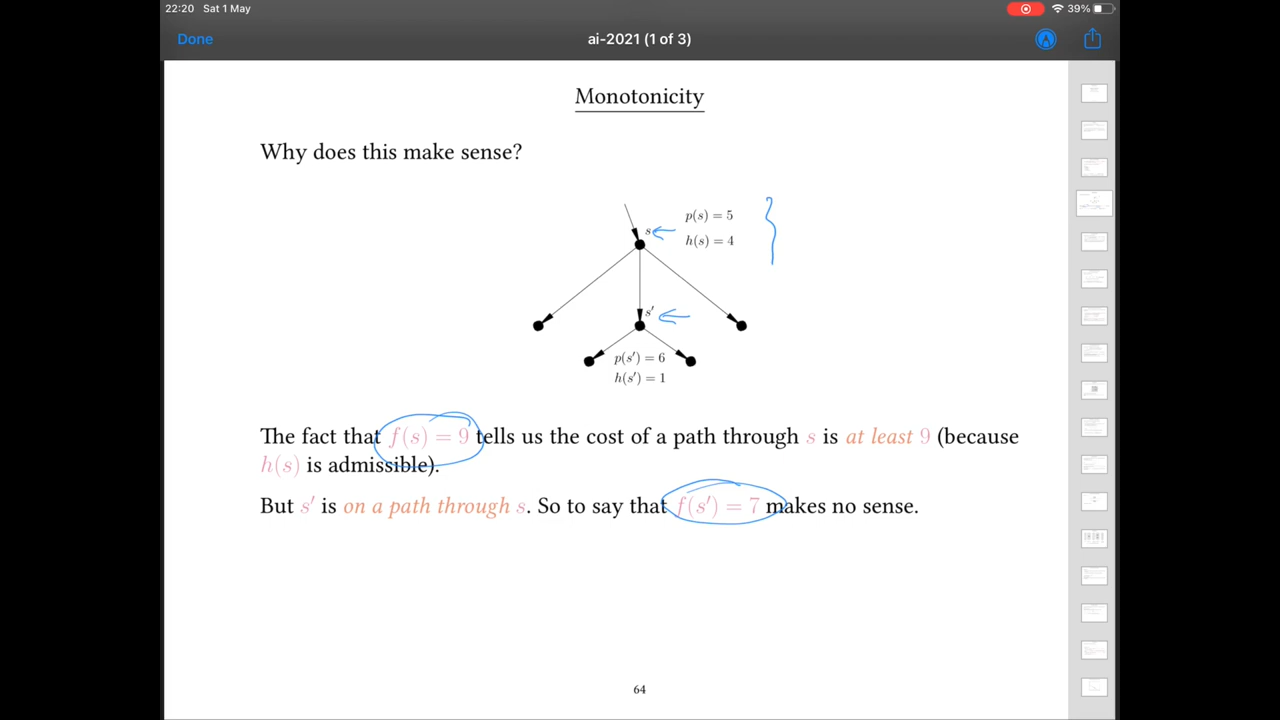 22:20 Sat 1 May 39%
Done ai-2021 (1 of 3)
Monotonicity
Why does this make sense?
p(s) = 5
s
h(s) = 4
s′
p(s′) = 6
h(s′) = 1
The fact that f(s) = 9 tells us the cost of a path through s is at least 9 (because
h(s) is admissible).
But s′ is on a path through s. So to say that f(s′) = 7 makes no sense.
64